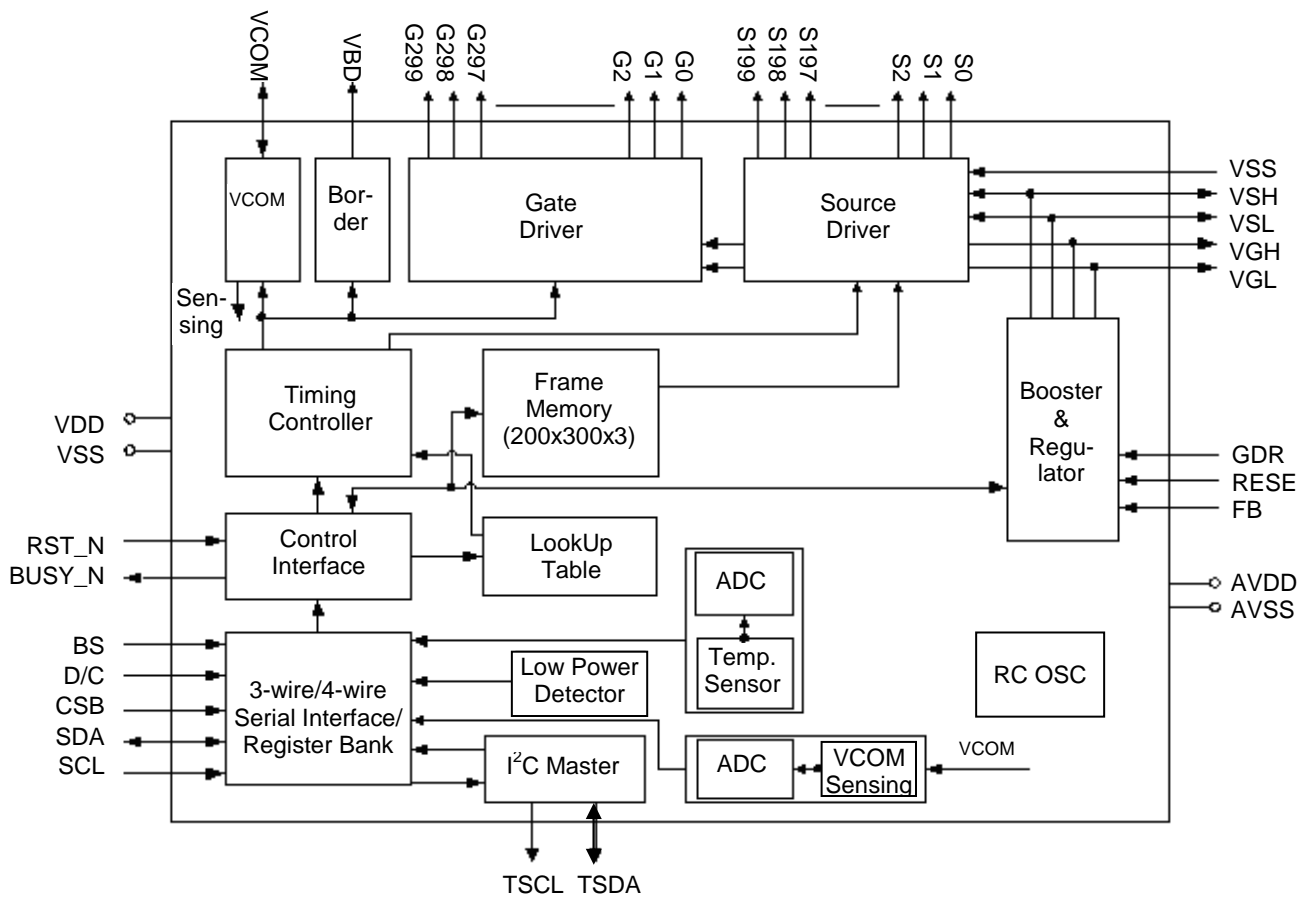 VCOM
VBD
G299
G298
G297
G2
G1
G0
S199
S198
S197
S2
S1
S0
VCOM
Bor-
der
Gate
Driver
Source
Driver
VSS
VSH
VSL
VGH
VGL
Sen-
sing
Timing
Controller
Frame
Memory
(200x300x3)
Booster
&
Regu-
lator
VDD
VSS
GDR
RESE
FB
RST_N
BUSY_N
Control
Interface
LookUp
Table
ADC
Temp.
Sensor
AVDD
AVSS
BS
D/C
CSB
SDA
SCL
3-wire/4-wire
Serial Interface/
Register Bank
Low Power
Detector
RC OSC
I²C Master
ADC
VCOM
Sensing
VCOM
TSCL
TSDA